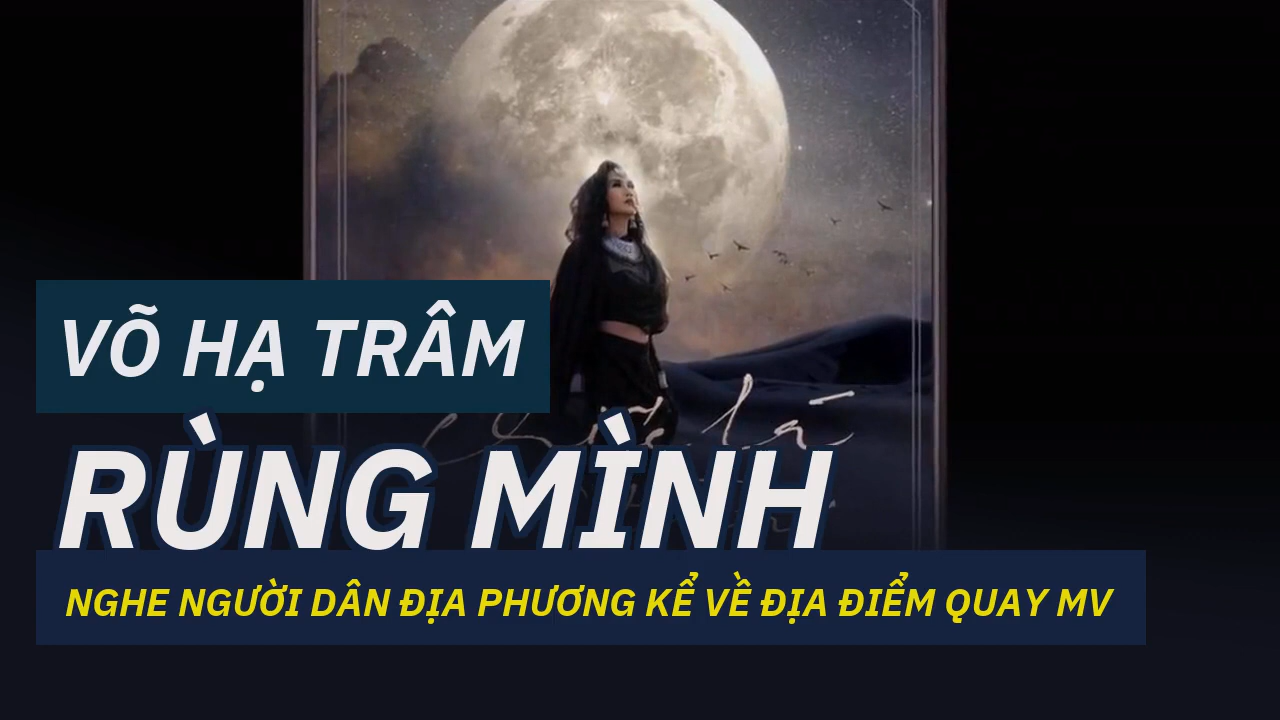 VÕ HẠ TRÂM
RÙNG MÌNH
NGHE NGƯỜI DÂN ĐỊA PHƯƠNG KỂ VỀ ĐỊA ĐIỂM QUAY MV